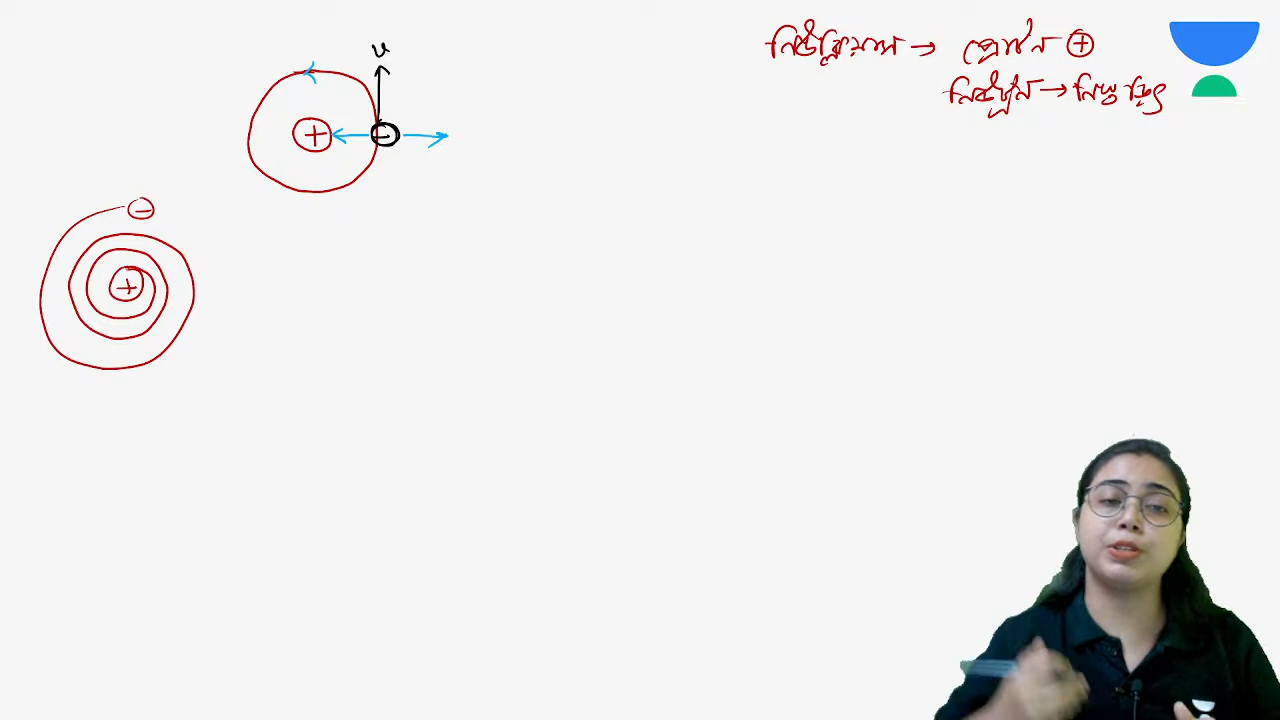 নিউক্লিয়াস → প্রোটন ⊕
নিউট্রন → নিস্তড়িৎ
v
+ −
−
+